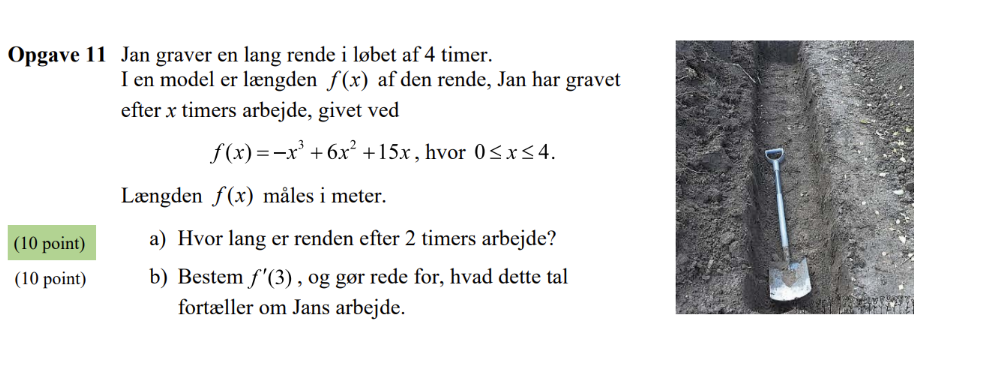 Opgave 11 Jan graver en lang rende i løbet af 4 timer.
I en model er længden f(x) af den rende, Jan har gravet
efter x timers arbejde, givet ved
f(x) = −x³ + 6x² + 15x, hvor 0 ≤ x ≤ 4.
Længden f(x) måles i meter.
(10 point) a) Hvor lang er renden efter 2 timers arbejde?
(10 point) b) Bestem f'(3), og gør rede for, hvad dette tal
fortæller om Jans arbejde.